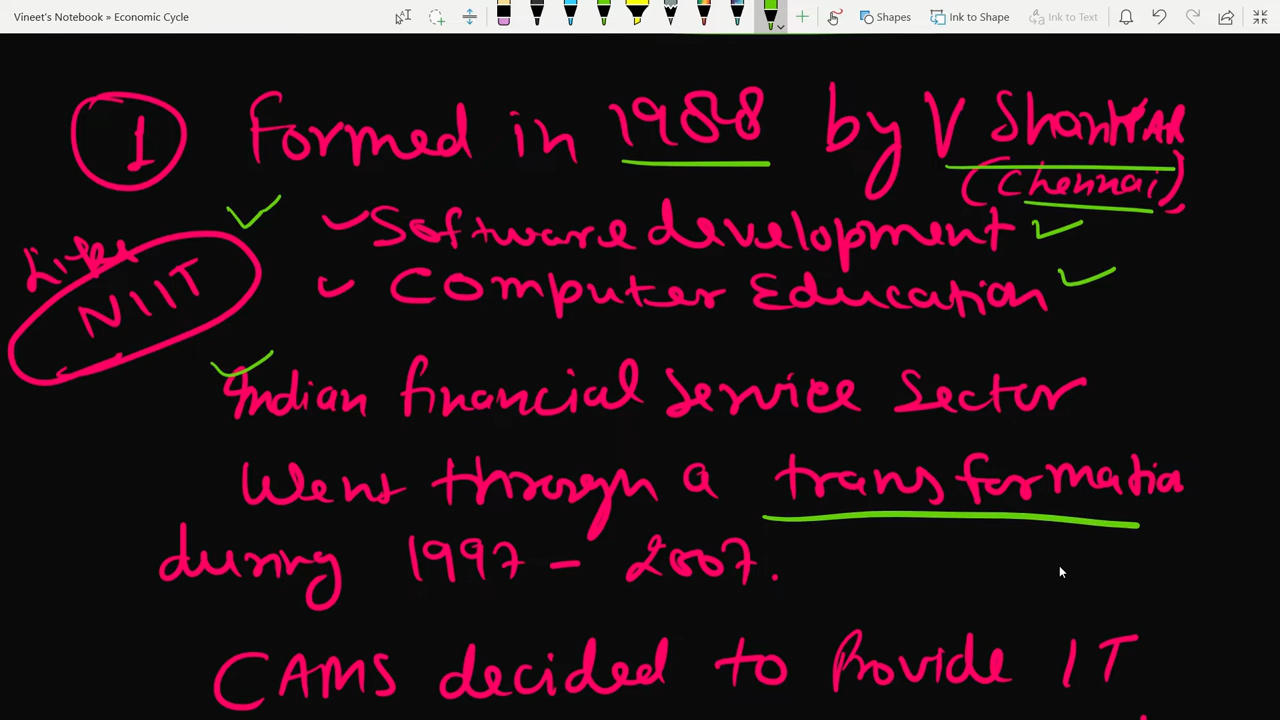 Vineet's Notebook » Economic Cycle
Shapes
Ink to Shape
Ink to Text
1 Formed in 1988 by V Shankar
(Chennai)
Software development
Like
NIIT
Computer Education
Indian financial Service Sector
Went through a transformatio
during 1997 - 2007.
CAMS decided to Provide IT